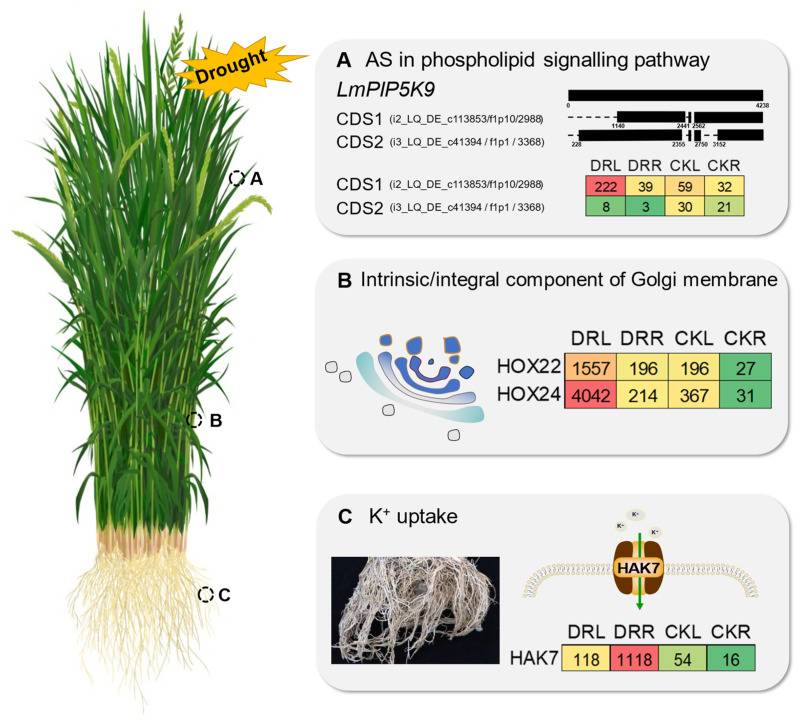 Drought
A
B
C
A AS in phospholipid signalling pathway
LmPIP5K9
0 4238
CDS1 (i2_LQ_DE_c113853/f1p10/2988)
1140 2441 2562
CDS2 (i3_LQ_DE_c41394 / f1p1 / 3368)
228 2355 2750 3152
DRL DRR CKL CKR
CDS1 (i2_LQ_DE_c113853/f1p10/2988) 222 39 59 32
CDS2 (i3_LQ_DE_c41394 / f1p1 / 3368) 8 3 30 21
B Intrinsic/integral component of Golgi membrane
DRL DRR CKL CKR
HOX22 1557 196 196 27
HOX24 4042 214 367 31
C K⁺ uptake
K⁺
K⁺ K⁺
HAK7
DRL DRR CKL CKR
HAK7 118 1118 54 16